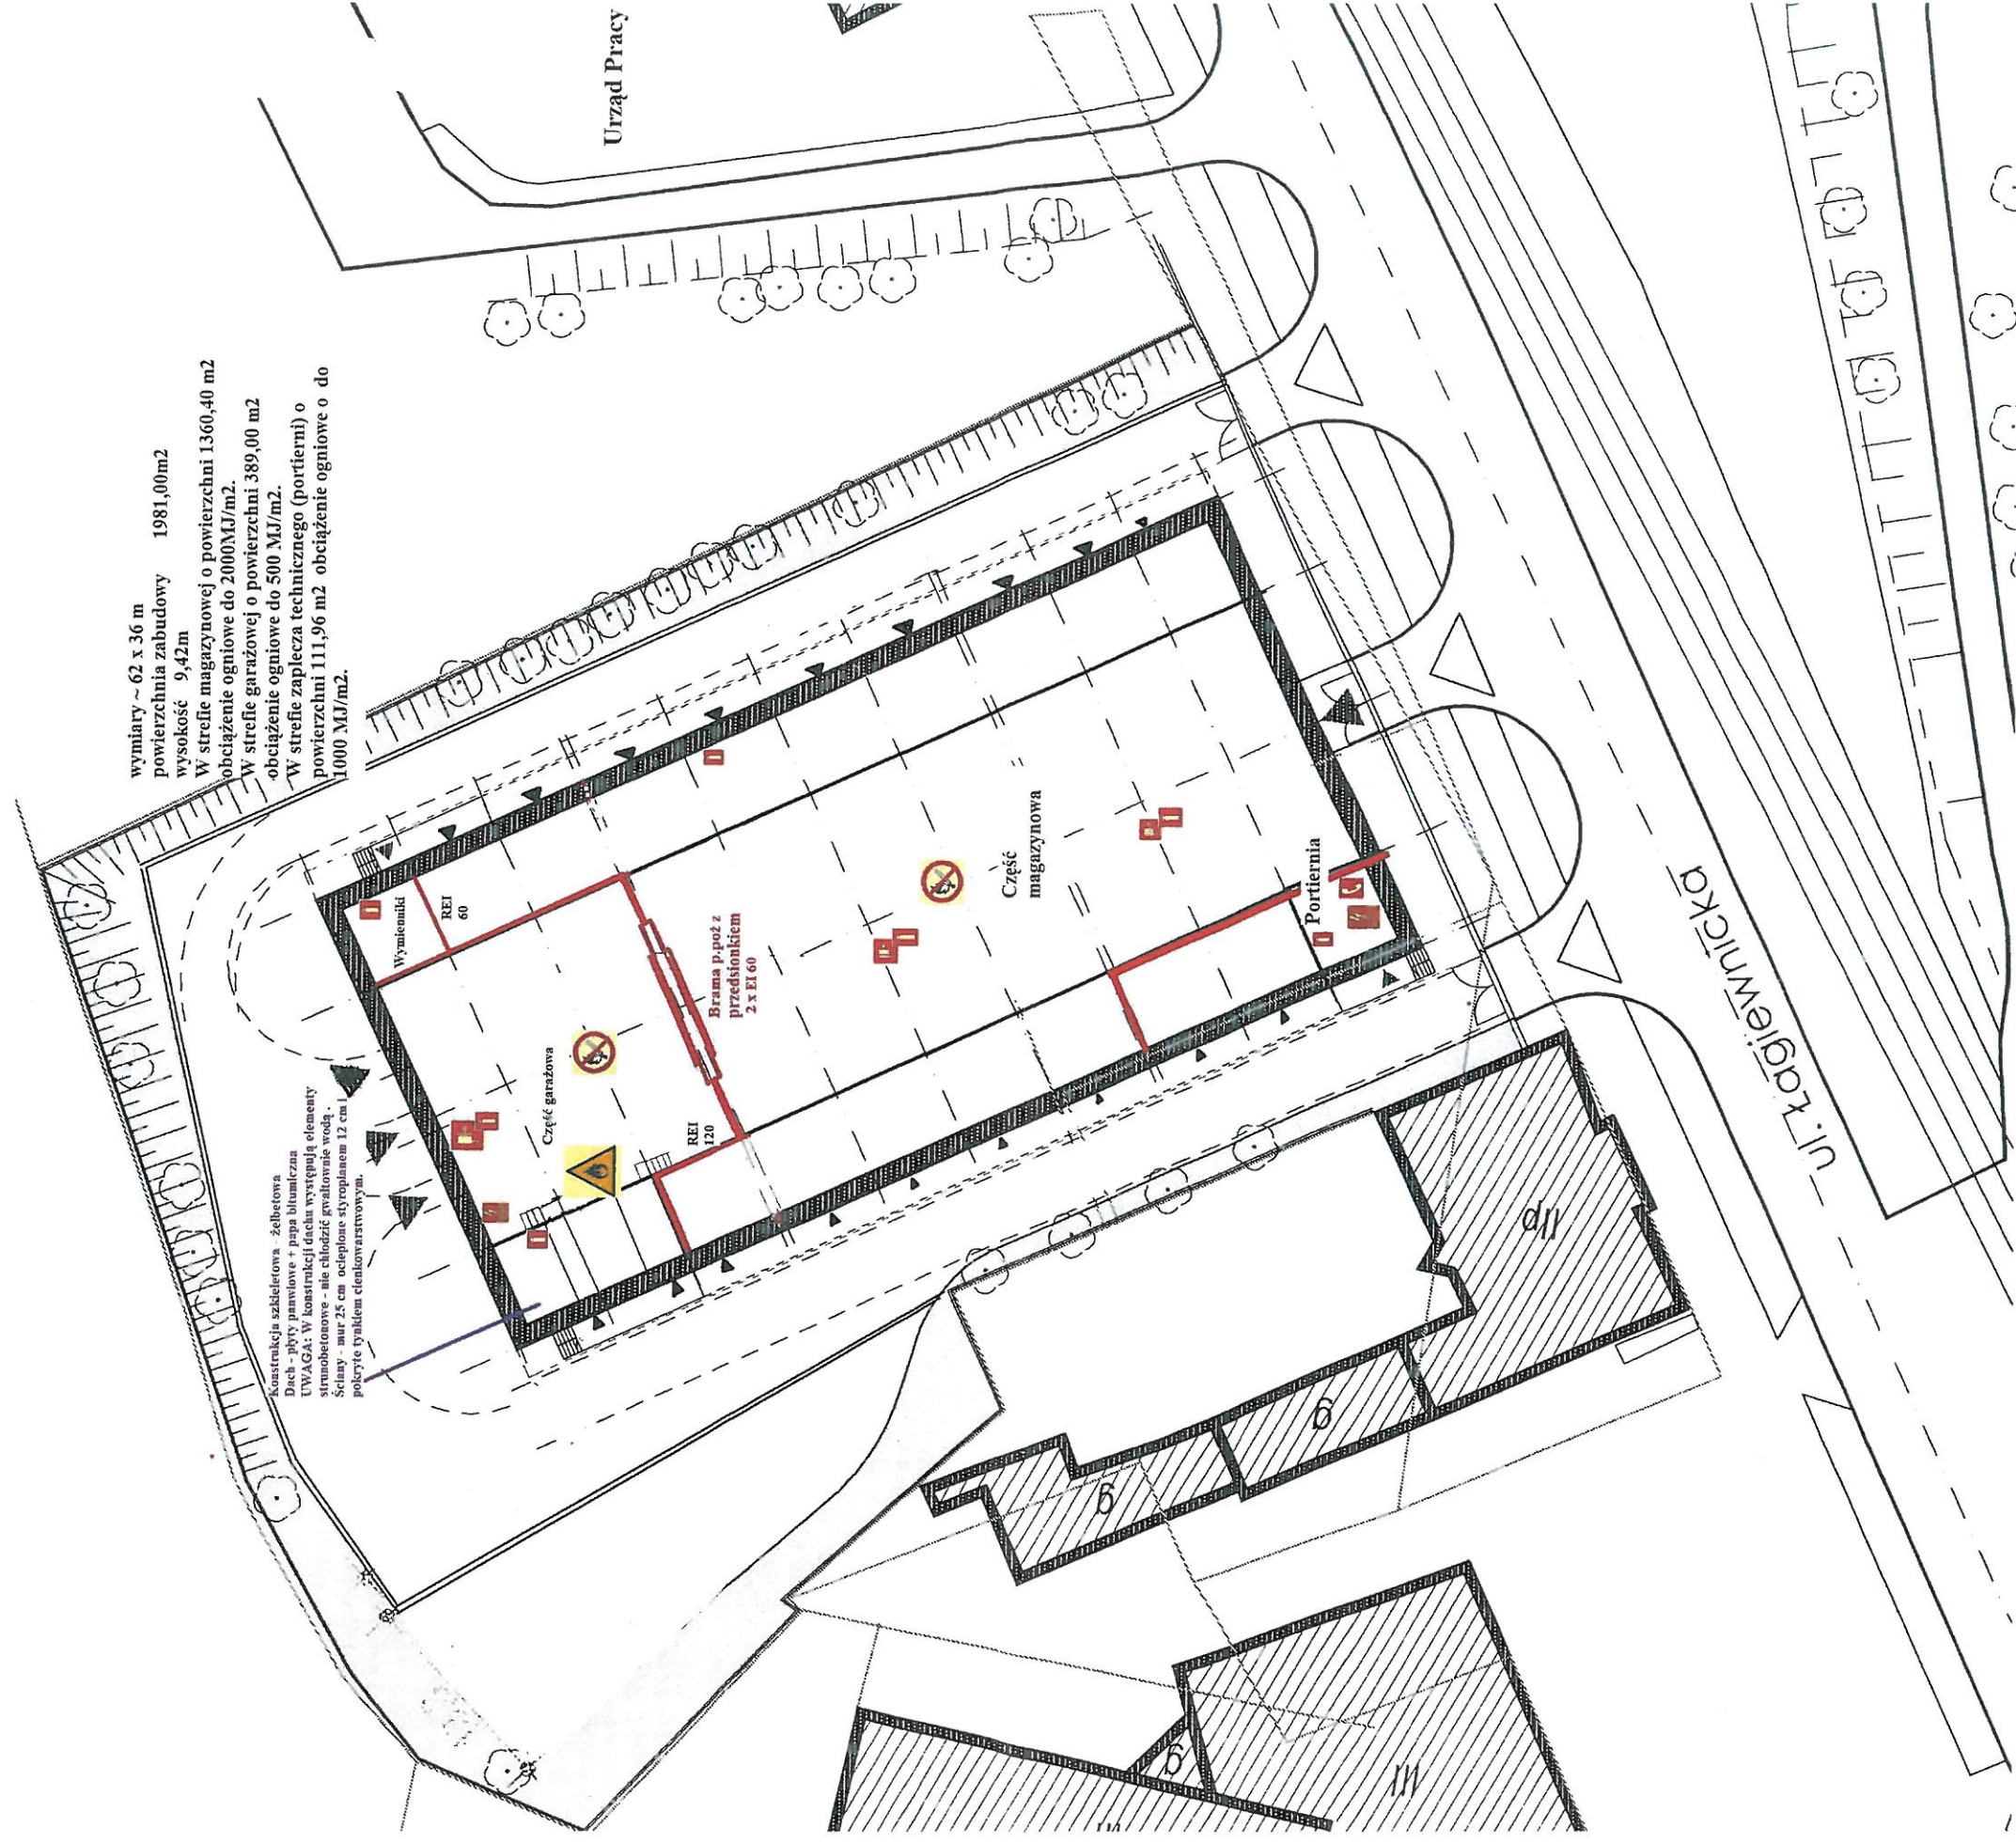 wymiary ~ 62 x 36 m
powierzchnia zabudowy 1981,00m2
wysokość 9,42m
W strefie magazynowej o powierzchni 1360,40 m2
obciążenie ogniowe do 2000MJ/m2.
W strefie garażowej o powierzchni 389,00 m2
obciążenie ogniowe do 500 MJ/m2.
W strefie zaplecza technicznego (portierni) o
powierzchni 111,96 m2 obciążenie ogniowe o do
1000 MJ/m2.
Urząd Pracy
Konstrukcja szkieletowa - żelbetowa
Dach - płyty panwiowe + papa bitumiczna
UWAGA: W konstrukcji dachu występują elementy
strunobetonowe - nie chłodzić gwałtownie wodą .
Ściany - mur 25 cm ocieplone styropianem 12 cm i
pokryte tynkiem cienkowarstwowym.
Wymienniki
REI
60
Część garażowa
REI
120
Brama p.poż z
przedsionkiem
2 x EI 60
Część
magazynowa
Portiernia
ul. Łagiewnicka
IIp
g
g
g
III